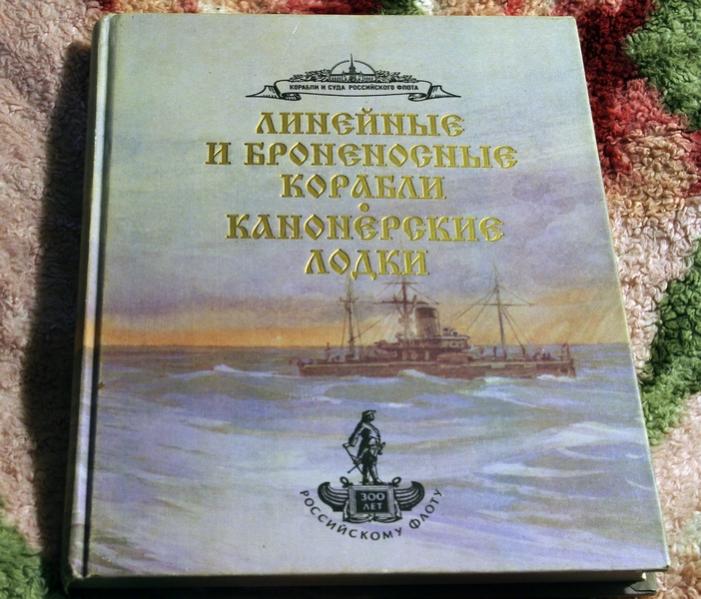 КОРАБЛИ И СУДА РОССИЙСКОГО ФЛОТА
ЛИНЕЙНЫЕ
И БРОНЕНОСНЫЕ
КОРАБЛИ
•
КАНОНЕРСКИЕ
ЛОДКИ
300
ЛЕТ
РОССИЙСКОМУ ФЛОТУ